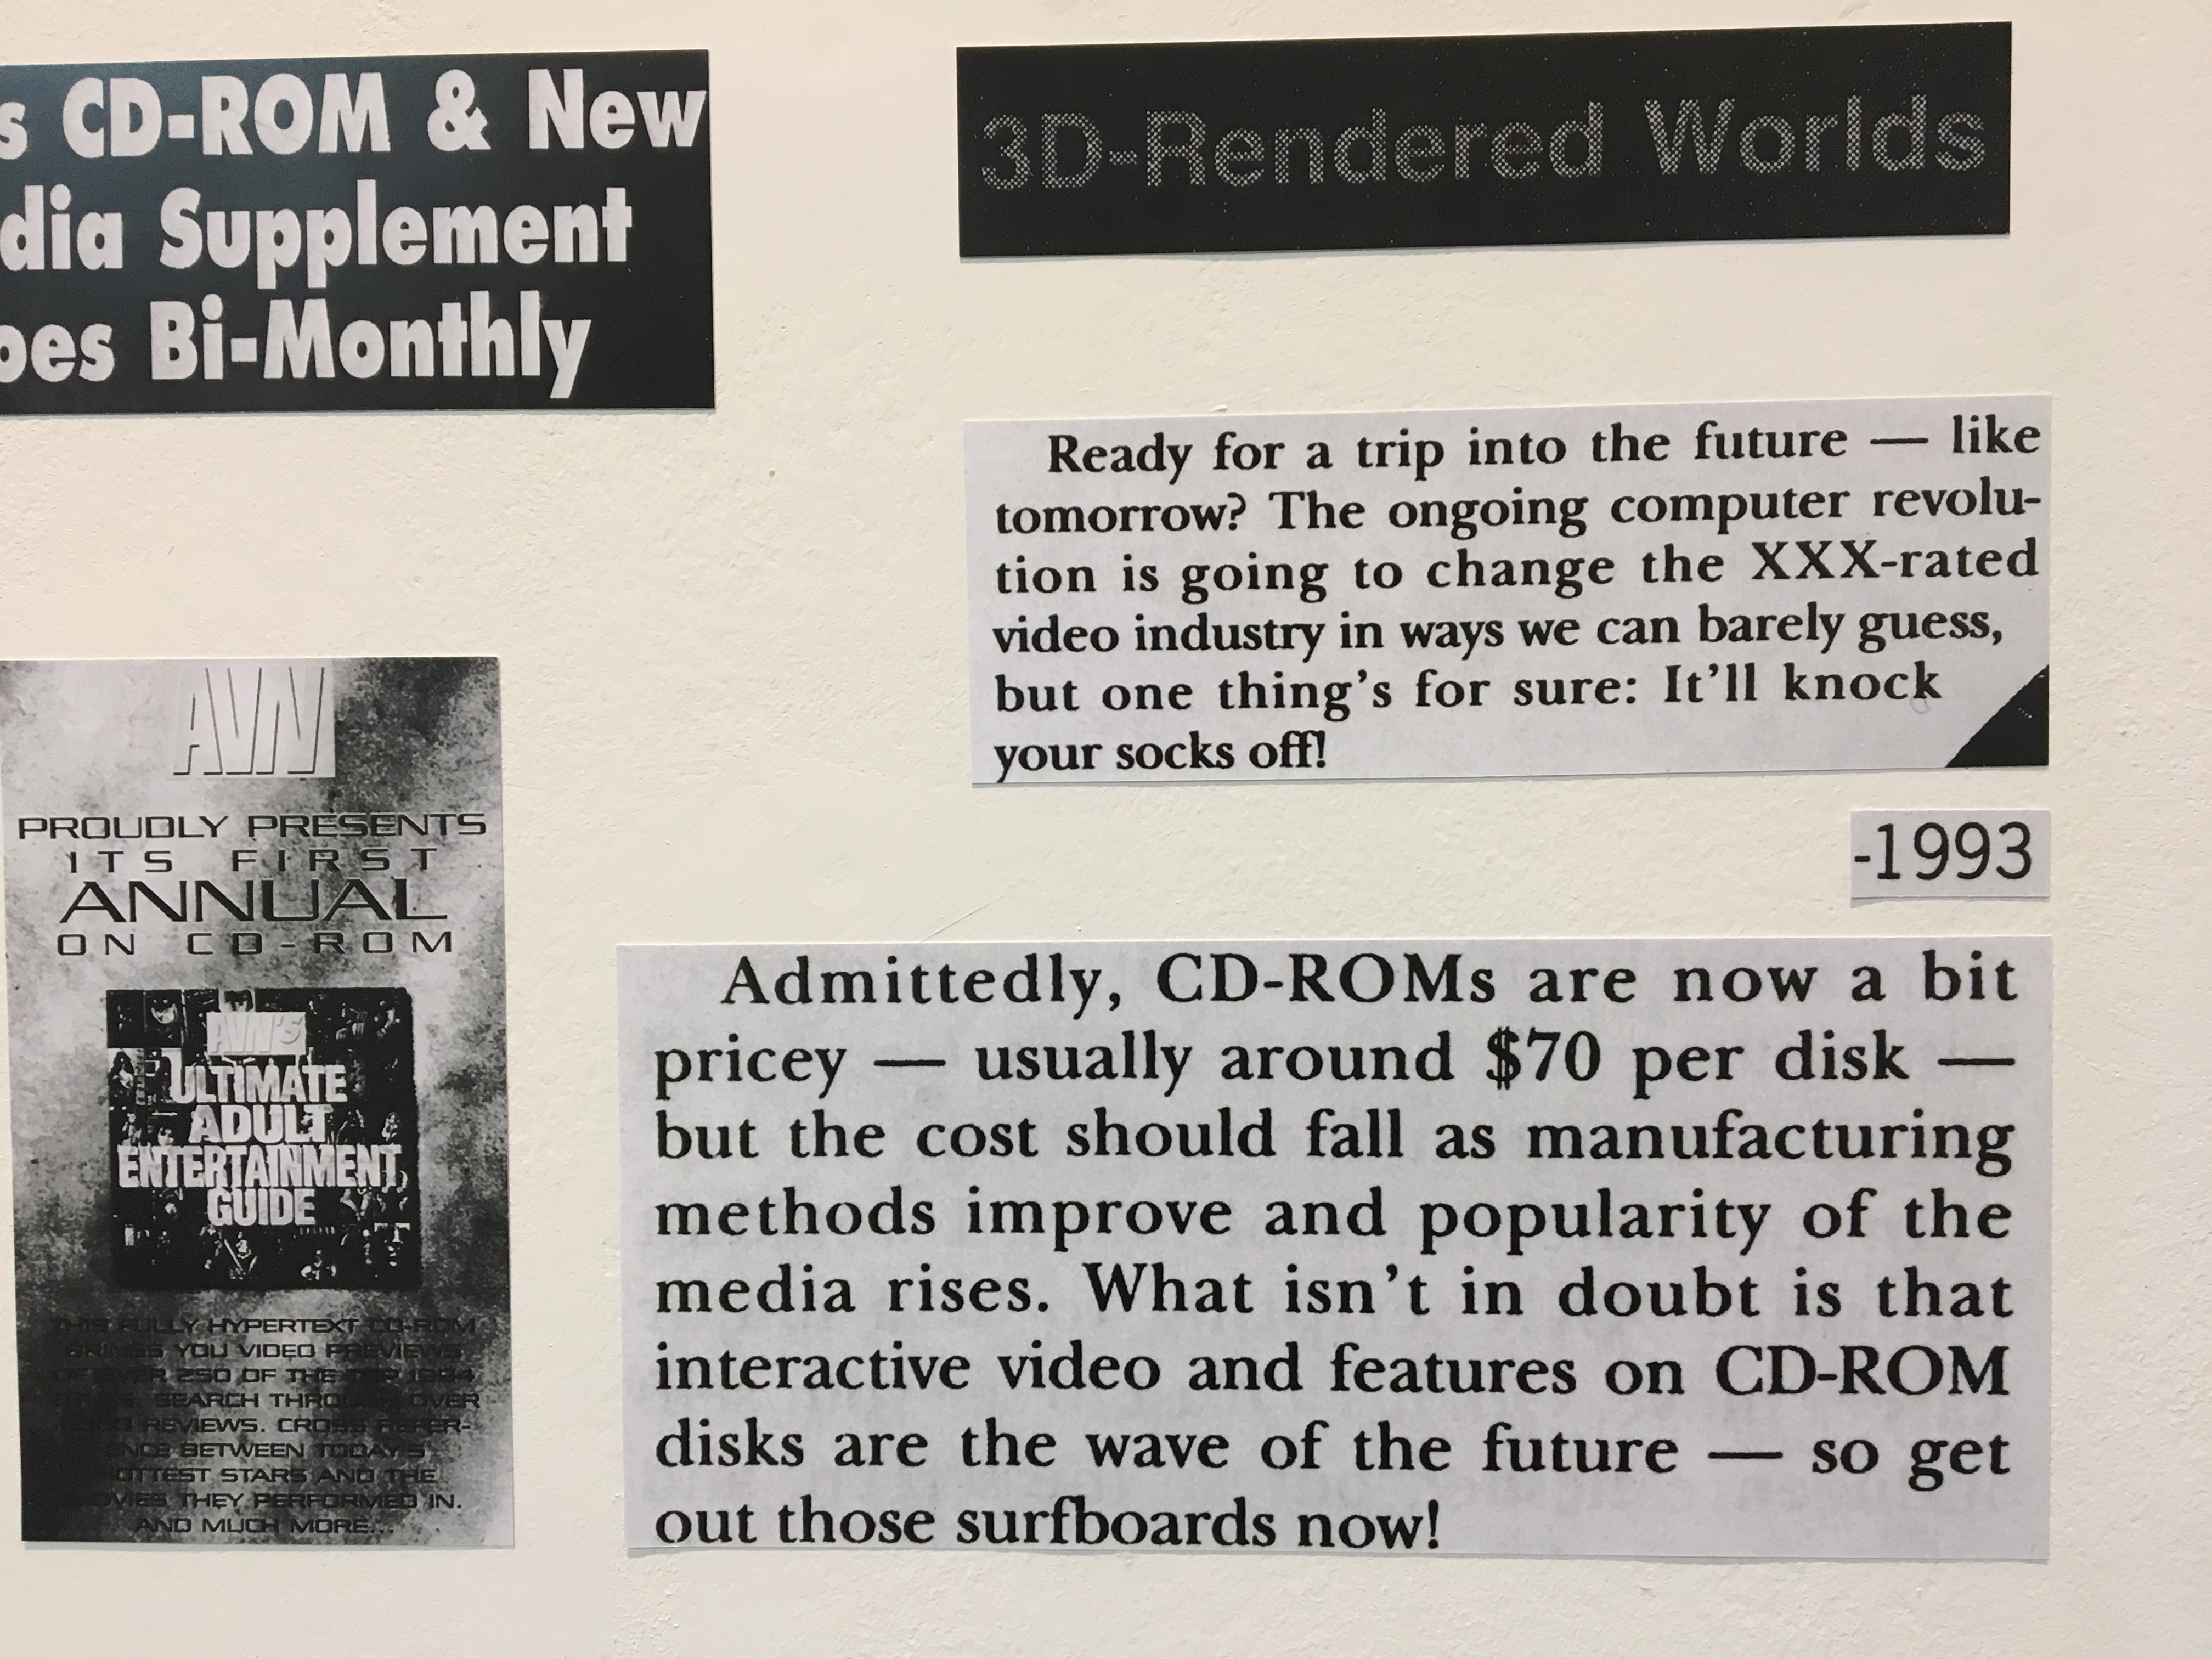 s CD-ROM & New
dia Supplement
oes Bi-Monthly
3D-Rendered Worlds
Ready for a trip into the future — like
tomorrow? The ongoing computer revolu-
tion is going to change the XXX-rated
video industry in ways we can barely guess,
but one thing's for sure: It'll knock
your socks off!
-1993
AVN
PROUDLY PRESENTS
ITS FIRST
ANNUAL
ON CD-ROM
AVN'S
ULTIMATE
ADULT
ENTERTAINMENT
GUIDE
THIS FULLY HYPERTEXT CD-ROM
BRINGS YOU VIDEO PREVIEWS
OF OVER 250 OF THE TOP 1994
SEARCH THROUGH OVER
REVIEWS. CROSS REFER-
ENCE BETWEEN TODAY'S
HOTTEST STARS AND THE
MOVIES THEY PERFORMED IN.
AND MUCH MORE...
Admittedly, CD-ROMs are now a bit
pricey — usually around $70 per disk —
but the cost should fall as manufacturing
methods improve and popularity of the
media rises. What isn't in doubt is that
interactive video and features on CD-ROM
disks are the wave of the future — so get
out those surfboards now!